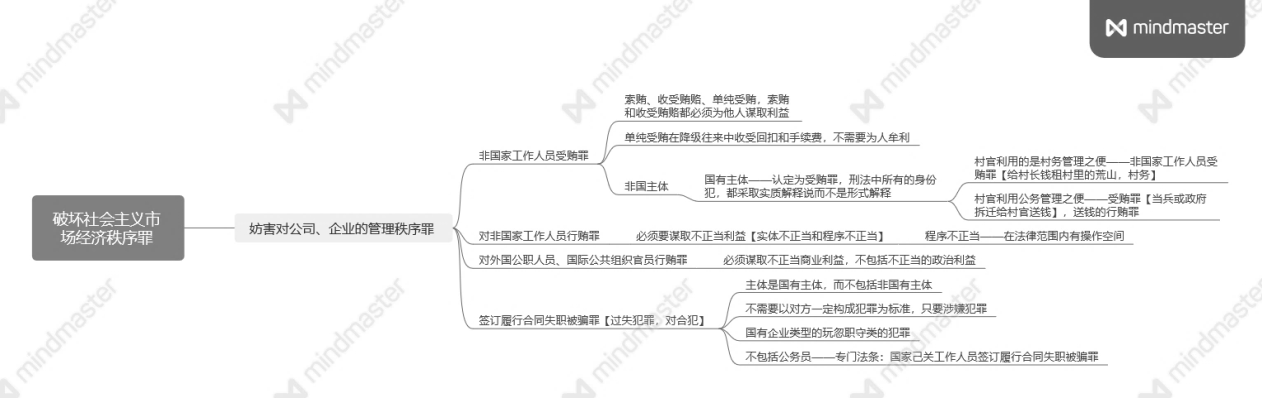 mindmaster
破坏社会主义市
场经济秩序罪
妨害对公司、企业的管理秩序罪
非国家工作人员受贿罪
索贿、收受贿赂、单纯受贿，索贿
和收受贿赂都必须为他人谋取利益
单纯受贿在降级往来中收受回扣和手续费，不需要为人牟利
非国主体
国有主体——认定为受贿罪，刑法中所有的身份
犯，都采取实质解释说而不是形式解释
村官利用的是村务管理之便——非国家工作人员受
贿罪【给村长钱租村里的荒山，村务】
村官利用公务管理之便——受贿罪【当兵或政府
拆迁给村官送钱】，送钱的行贿罪
对非国家工作人员行贿罪
必须要谋取不正当利益【实体不正当和程序不正当】
程序不正当——在法律范围内有操作空间
对外国公职人员、国际公共组织官员行贿罪
必须谋取不正当商业利益，不包括不正当的政治利益
签订履行合同失职被骗罪【过失犯罪，对合犯】
主体是国有主体，而不包括非国有主体
不需要以对方一定构成犯罪为标准，只要涉嫌犯罪
国有企业类型的玩忽职守类的犯罪
不包括公务员——专门法条：国家己关工作人员签订履行合同失职被骗罪